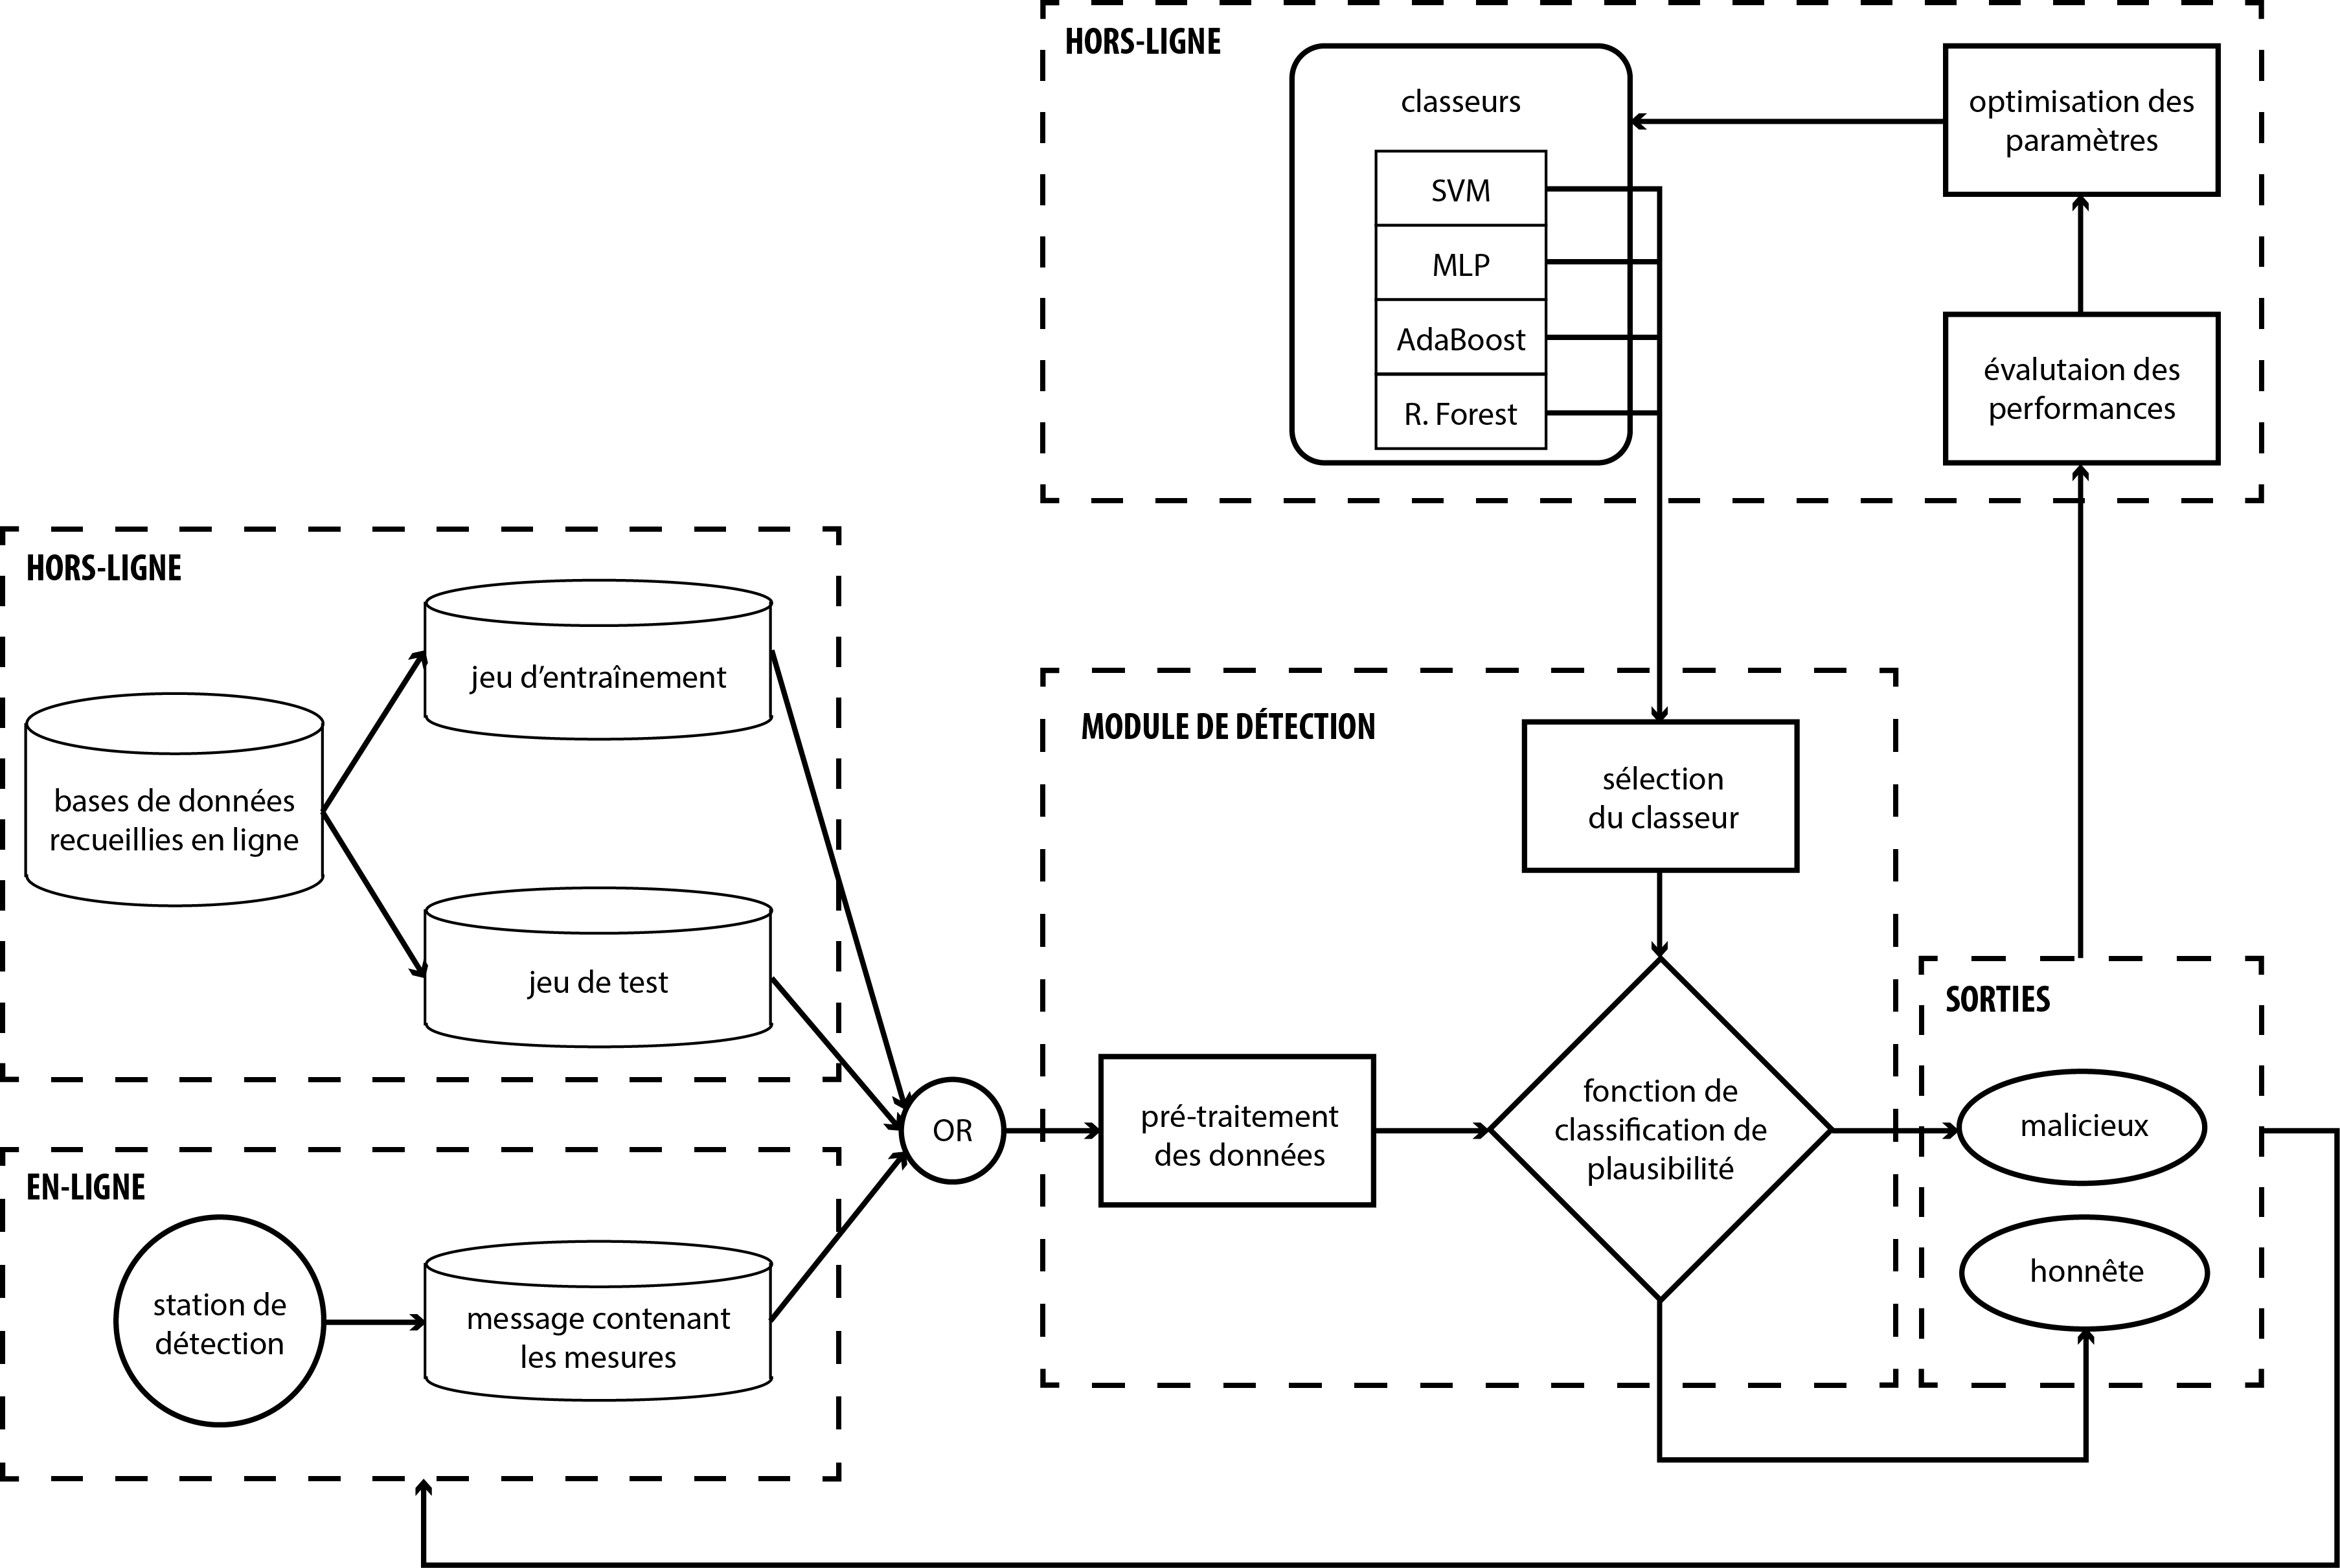 HORS-LIGNE
classeurs
SVM
MLP
AdaBoost
R. Forest
optimisation des
paramètres
évalutaion des
performances
HORS-LIGNE
bases de données
recueillies en ligne
jeu d’entraînement
jeu de test
EN-LIGNE
station de
détection
message contenant
les mesures
OR
MODULE DE DÉTECTION
sélection
du classeur
pré-traitement
des données
fonction de
classification de
plausibilité
SORTIES
malicieux
honnête